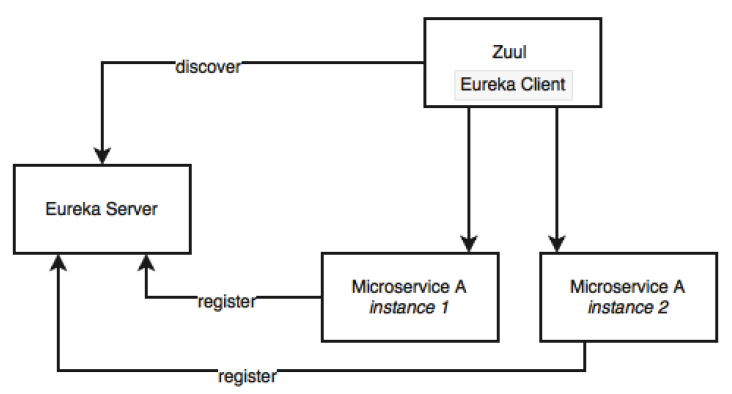 Zuul
discover
Eureka Client
Eureka Server
Microservice A
instance 1
Microservice A
instance 2
register
register